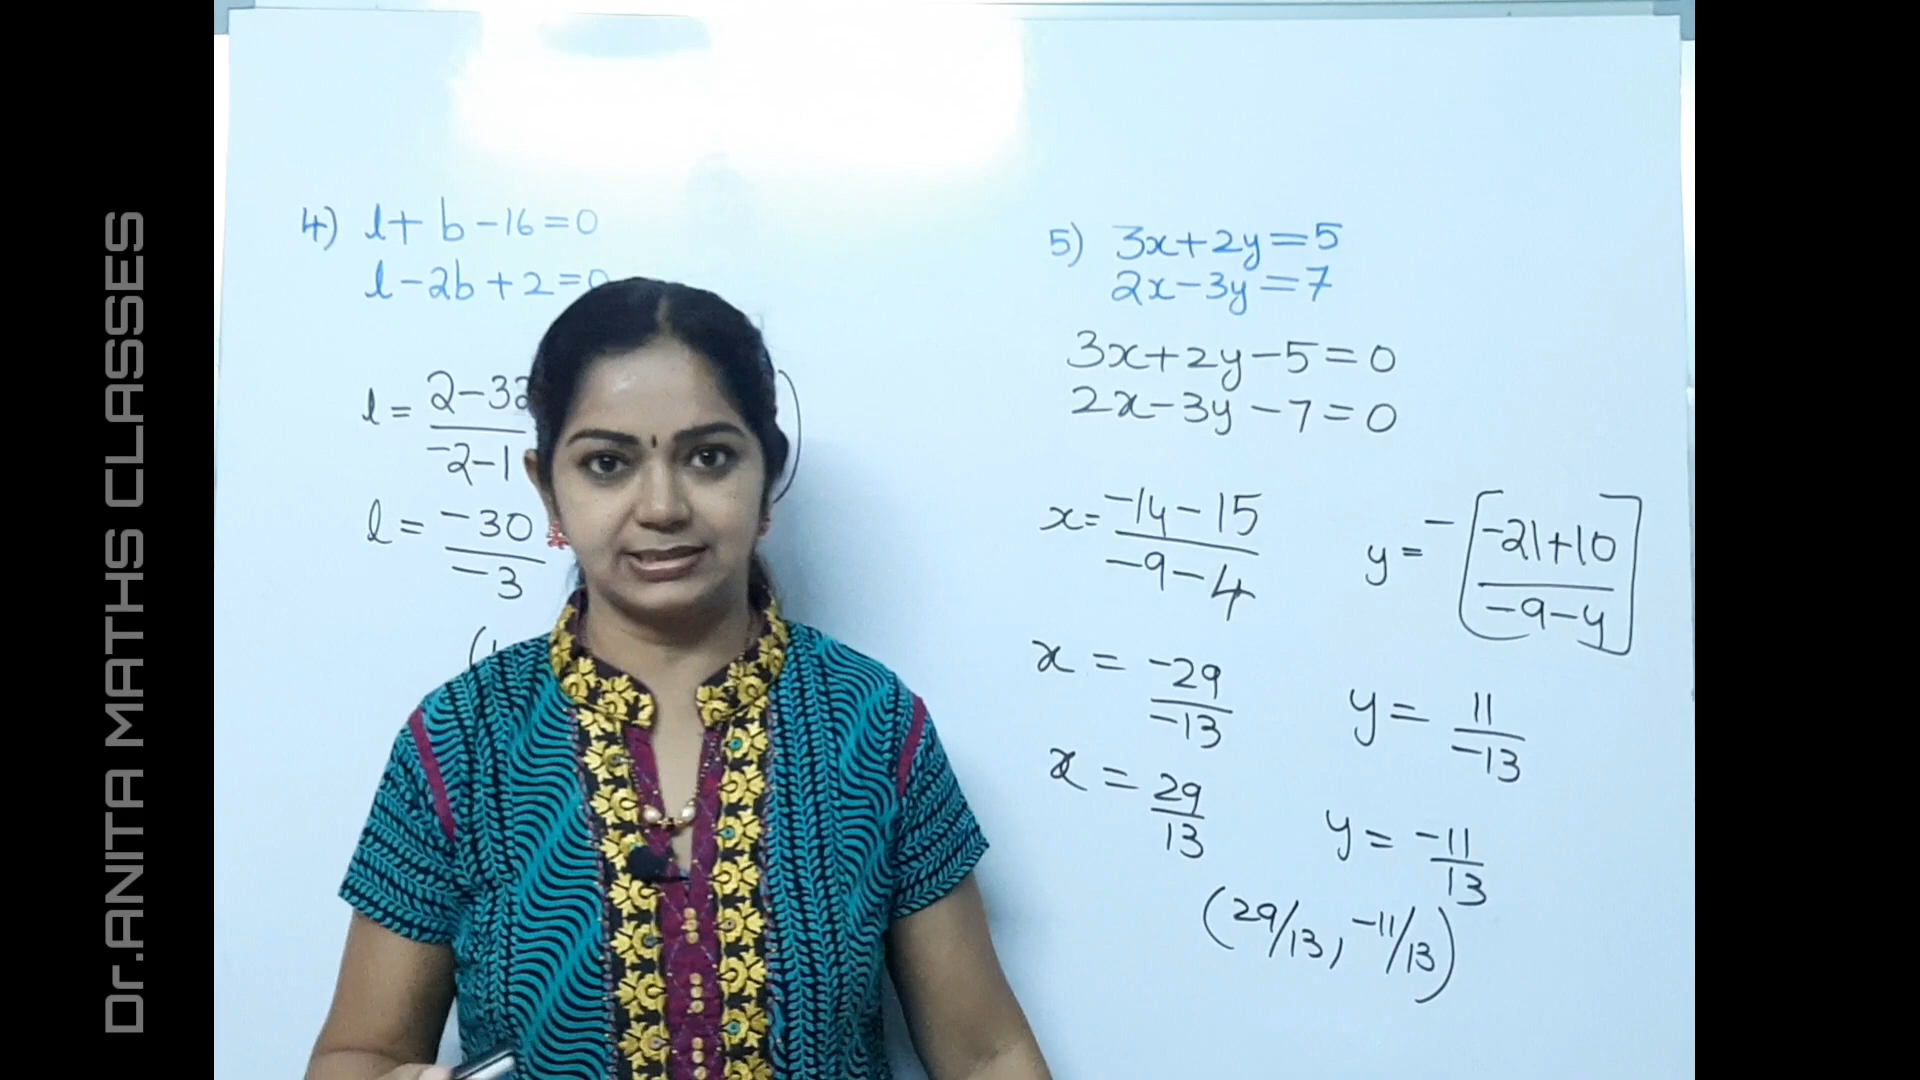 Dr.ANITA MATHS CLASSES
4) l + b - 16 = 0
l - 2b + 2 = 0
l = 2 - 32 / -2 - 1
l = -30 / -3
5) 3x + 2y = 5
2x - 3y = 7
3x + 2y - 5 = 0
2x - 3y - 7 = 0
x = -14 - 15 / -9 - 4
y = - [-21 + 10 / -9 - 4]
x = -29 / -13
y = 11 / -13
x = 29 / 13
y = -11 / 13
(29/13, -11/13)